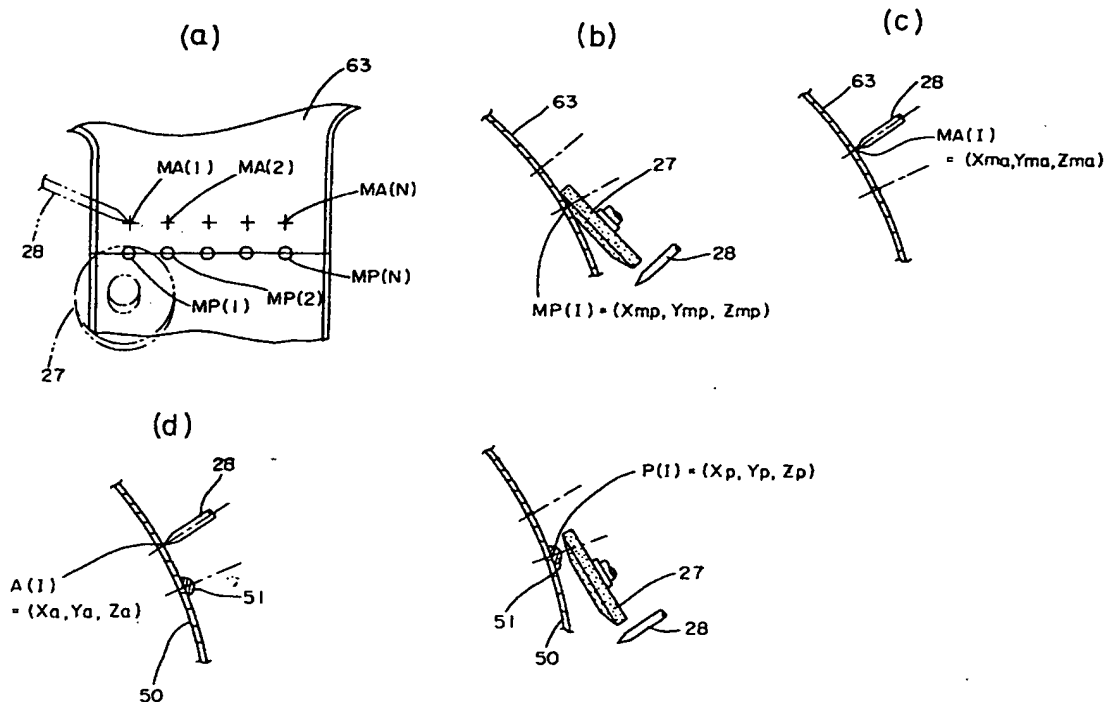 (a)
63
MA(1)
MA(2)
MA(N)
28
MP(1)
MP(2)
MP(N)
27
(b)
63
27
28
MP(I) = (Xmp, Ymp, Zmp)
(c)
63
28
MA(I)
= (Xma, Yma, Zma)
(d)
28
A(I)
= (Xa, Ya, Za)
51
50
P(I) = (Xp, Yp, Zp)
27
51
28
50